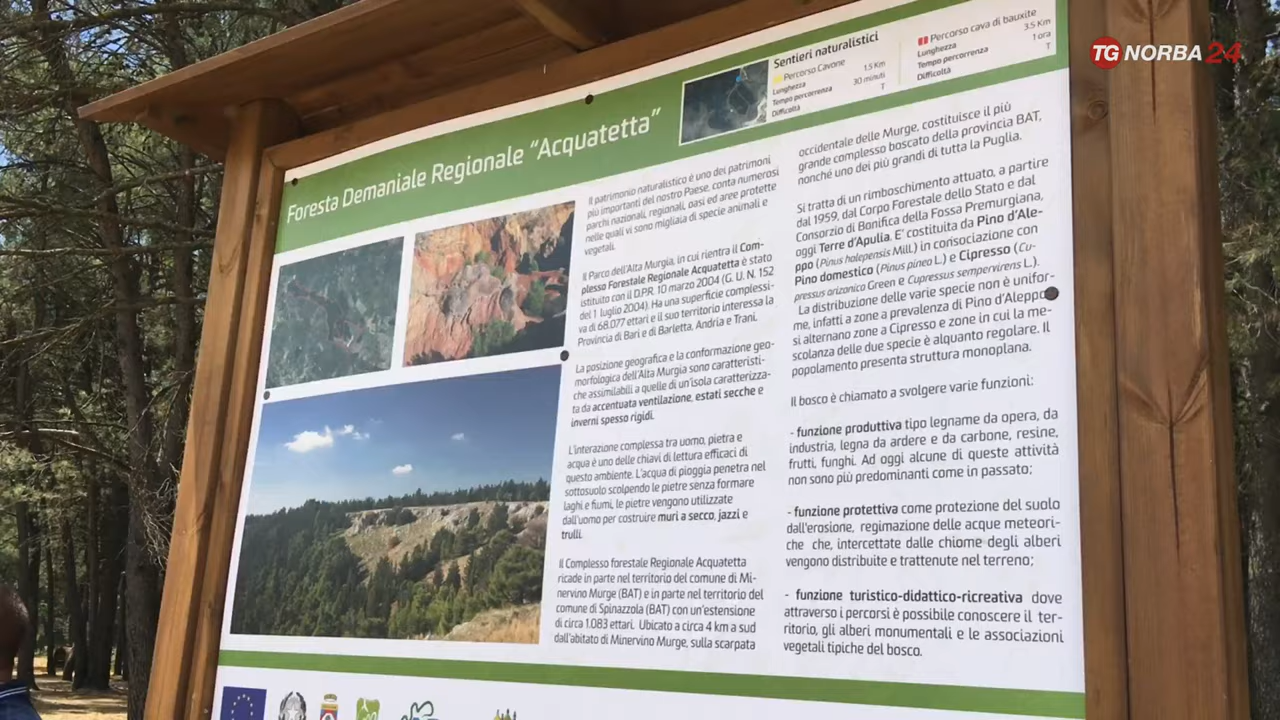 TG NORBA 24
Foresta Demaniale Regionale "Acquatetta"
Sentieri naturalistici
Percorso Cavone
Lunghezza 1.5 Km
Tempo percorrenza 30 minuti
Difficoltà T
Percorso cava di bauxite
Lunghezza 3.5 Km
Tempo percorrenza 1 ora
Difficoltà T
Il patrimonio naturalistico è uno dei patrimoni
più importanti del nostro Paese, conta numerosi
parchi nazionali, regionali, oasi ed aree protette
nelle quali vi sono migliaia di specie animali e
vegetali.
Il Parco dell'Alta Murgia, in cui rientra il Com-
plesso Forestale Regionale Acquatetta è stato
istituito con il D.P.R. 10 marzo 2004 (G. U. N. 152
del 1 luglio 2004). Ha una superficie complessi-
va di 68.077 ettari e il suo territorio interessa la
Provincia di Bari e di Barletta, Andria e Trani.
La posizione geografica e la conformazione geo-
morfologica dell'Alta Murgia sono caratteristi-
che assimilabili a quelle di un'isola caratterizza-
ta da accentuata ventilazione, estati secche e
inverni spesso rigidi.
L'interazione complessa tra uomo, pietra e
acqua è uno delle chiavi di lettura efficaci di
questo ambiente. L'acqua di pioggia penetra nel
sottosuolo scolpendo le pietre senza formare
laghi e fiumi, le pietre vengono utilizzate
dall'uomo per costruire muri a secco, jazzi e
trulli.
Il Complesso forestale Regionale Acquatetta
ricade in parte nel territorio del comune di Mi-
nervino Murge (BAT) e in parte nel territorio del
comune di Spinazzola (BAT) con un'estensione
di circa 1.083 ettari. Ubicato a circa 4 km a sud
dall'abitato di Minervino Murge, sulla scarpata
occidentale delle Murge, costituisce il più
grande complesso boscato della provincia BAT,
nonché uno dei più grandi di tutta la Puglia.
Si tratta di un rimboschimento attuato, a partire
dal 1959, dal Corpo Forestale dello Stato e dal
Consorzio di Bonifica della Fossa Premurgiana,
oggi Terre d'Apulia. E' costituita da Pino d'Ale-
ppo (Pinus halepensis Mill.) in consociazione con
Pino domestico (Pinus pinea L.) e Cipresso (Cu-
pressus arizonica Green e Cupressus sempervirens L.).
La distribuzione delle varie specie non è unifor-
me, infatti a zone a prevalenza di Pino d'Aleppo
si alternano zone a Cipresso e zone in cui la me-
scolanza delle due specie è alquanto regolare. Il
popolamento presenta struttura monoplana.
Il bosco è chiamato a svolgere varie funzioni:
- funzione produttiva tipo legname da opera, da
industria, legna da ardere e da carbone, resine,
frutti, funghi. Ad oggi alcune di queste attività
non sono più predominanti come in passato;
- funzione protettiva come protezione del suolo
dall'erosione, regimazione delle acque meteori-
che che, intercettate dalle chiome degli alberi
vengono distribuite e trattenute nel terreno;
- funzione turistico-didattico-ricreativa dove
attraverso i percorsi è possibile conoscere il ter-
ritorio, gli alberi monumentali e le associazioni
vegetali tipiche del bosco.